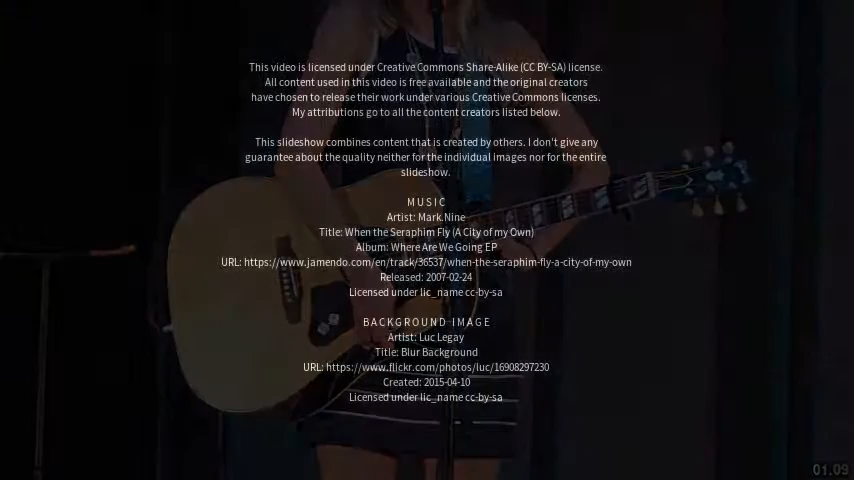 This video is licensed under Creative Commons Share-Alike (CC BY-SA) license.
All content used in this video is free available and the original creators
have chosen to release their work under various Creative Commons licenses.
My attributions go to all the content creators listed below.
This slideshow combines content that is created by others. I don't give any
guarantee about the quality neither for the individual images nor for the entire
slideshow.
MUSIC
Artist: Mark.Nine
Title: When the Seraphim Fly (A City of my Own)
Album: Where Are We Going EP
URL: https://www.jamendo.com/en/track/36537/when-the-seraphim-fly-a-city-of-my-own
Released: 2007-02-24
Licensed under lic_name cc-by-sa
BACKGROUND IMAGE
Artist: Luc Legay
Title: Blur Background
URL: https://www.flickr.com/photos/luc/16908297230
Created: 2015-04-10
Licensed under lic_name cc-by-sa
01.09